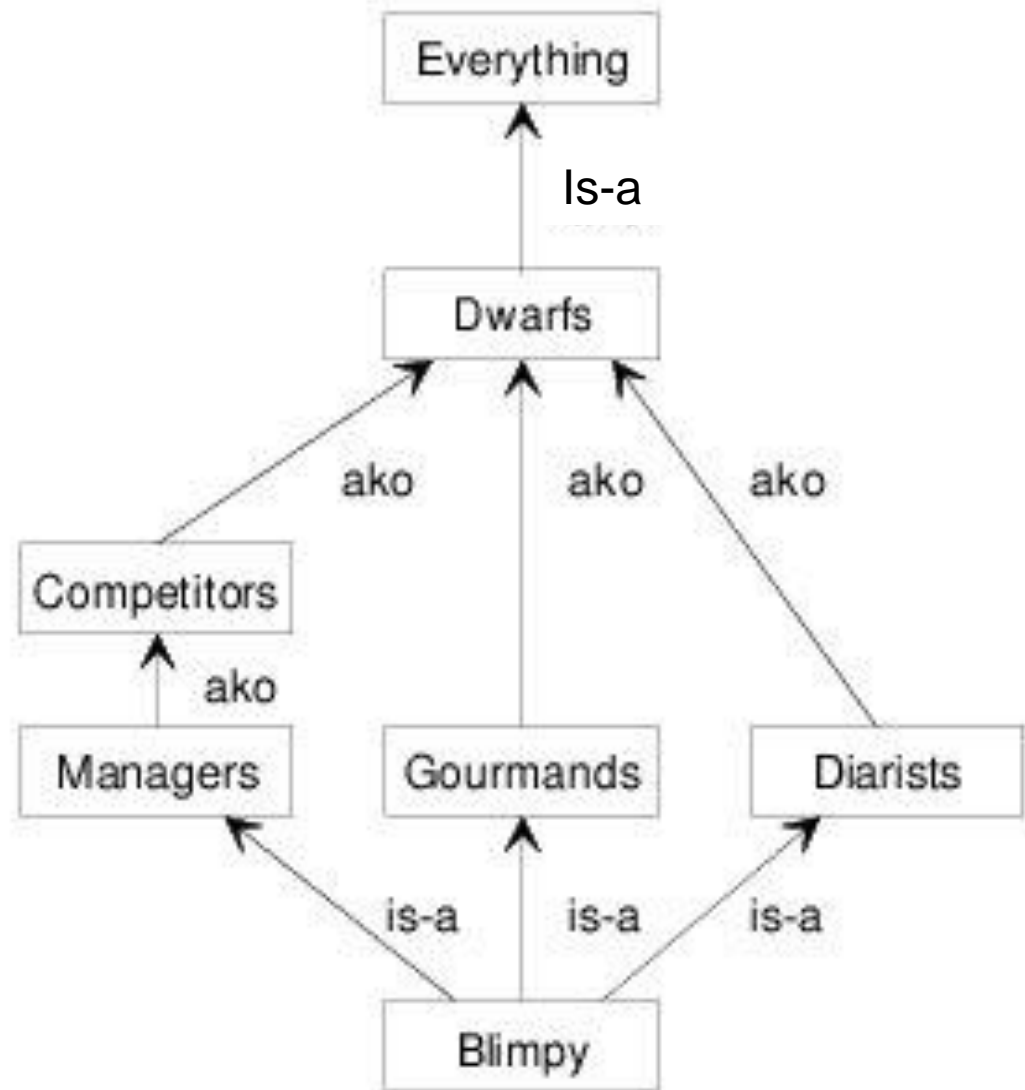 Everything
Is-a
Dwarfs
ako ako ako
Competitors
ako
Managers Gourmands Diarists
is-a is-a is-a
Blimpy